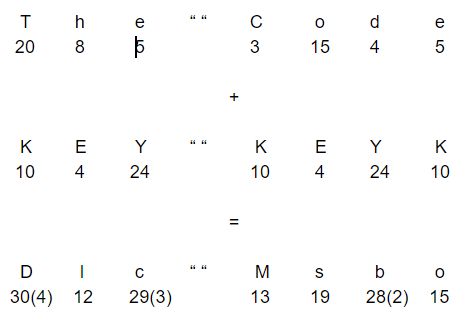 T h e “ “ C o d e
20 8 5 3 15 4 5
+
K E Y “ “ K E Y K
10 4 24 10 4 24 10
=
D l c “ “ M s b o
30(4) 12 29(3) 13 19 28(2) 15